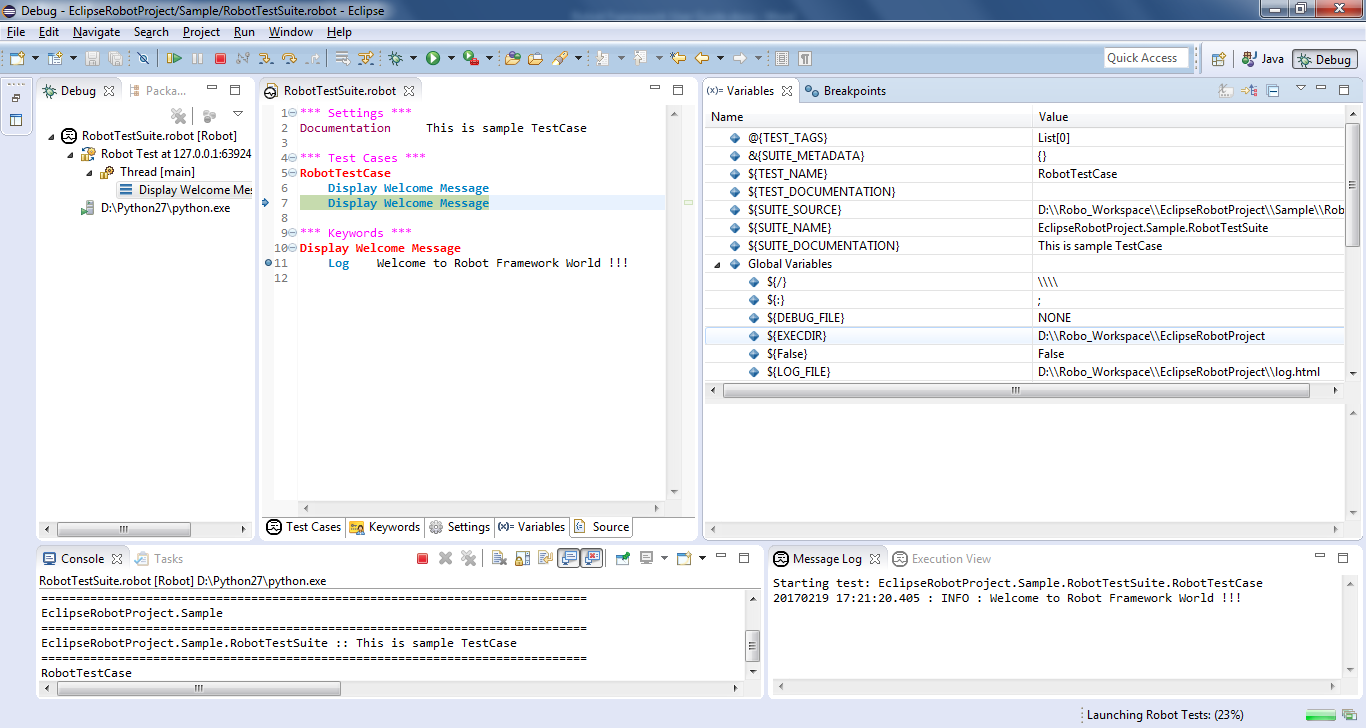 Debug - EclipseRobotProject/Sample/RobotTestSuite.robot - Eclipse
File Edit Navigate Search Project Run Window Help
Quick Access Java Debug
Debug Packa...
RobotTestSuite.robot [Robot]
Robot Test at 127.0.0.1:63924
Thread [main]
Display Welcome Mes
D:\Python27\python.exe
RobotTestSuite.robot
1 *** Settings ***
2 Documentation This is sample TestCase
3
4 *** Test Cases ***
5 RobotTestCase
6 Display Welcome Message
7 Display Welcome Message
8
9 *** Keywords ***
10 Display Welcome Message
11 Log Welcome to Robot Framework World !!!
12
Test Cases Keywords Settings (x)= Variables Source
(x)= Variables Breakpoints
Name Value
@{TEST_TAGS} List[0]
&{SUITE_METADATA} {}
${TEST_NAME} RobotTestCase
${TEST_DOCUMENTATION}
${SUITE_SOURCE} D:\\Robo_Workspace\\EclipseRobotProject\\Sample\\Rob
${SUITE_NAME} EclipseRobotProject.Sample.RobotTestSuite
${SUITE_DOCUMENTATION} This is sample TestCase
Global Variables
${/} \\\\
${:} ;
${DEBUG_FILE} NONE
${EXECDIR} D:\\Robo_Workspace\\EclipseRobotProject
${False} False
${LOG_FILE} D:\\Robo_Workspace\\EclipseRobotProject\\log.html
Console Tasks
RobotTestSuite.robot [Robot] D:\Python27\python.exe
==============================================================================
EclipseRobotProject.Sample
==============================================================================
EclipseRobotProject.Sample.RobotTestSuite :: This is sample TestCase
==============================================================================
RobotTestCase
Message Log Execution View
Starting test: EclipseRobotProject.Sample.RobotTestSuite.RobotTestCase
20170219 17:21:20.405 : INFO : Welcome to Robot Framework World !!!
Launching Robot Tests: (23%)